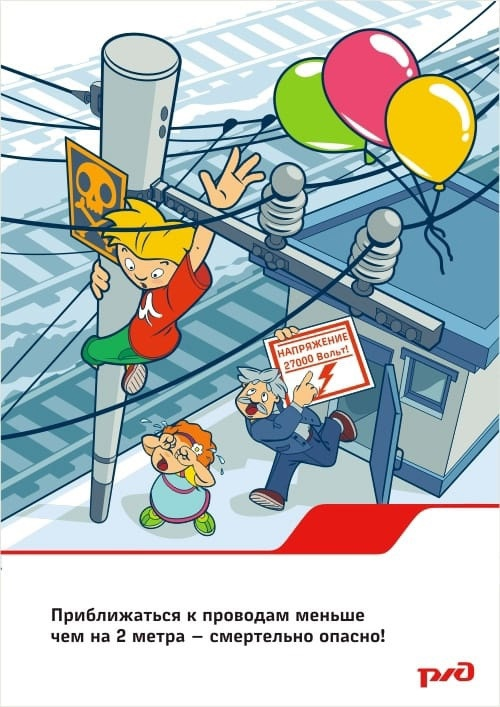 НАПРЯЖЕНИЕ
27000 Вольт!
Приближаться к проводам меньше
чем на 2 метра – смертельно опасно!
ржд